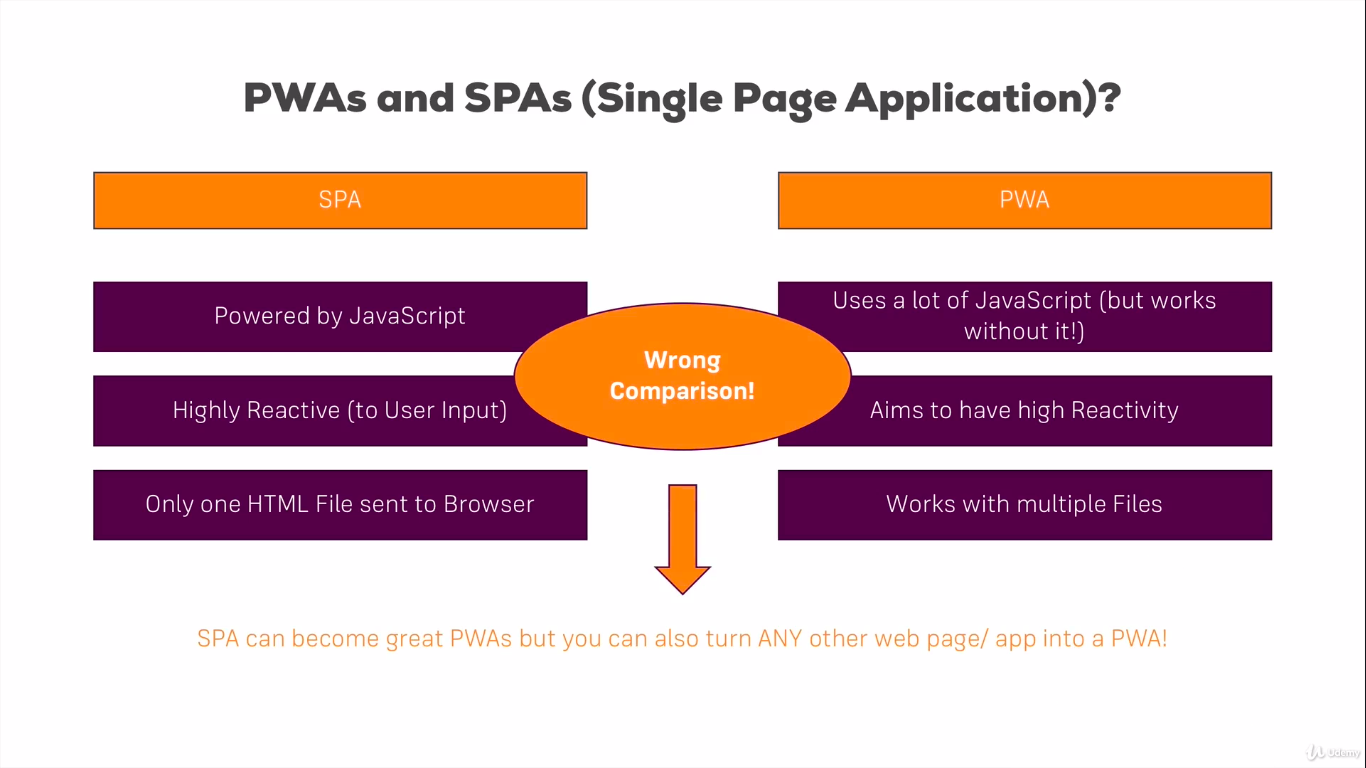 PWAs and SPAs (Single Page Application)?
SPA
PWA
Powered by JavaScript
Uses a lot of JavaScript (but works
without it!)
Wrong
Comparison!
Highly Reactive (to User Input)
Aims to have high Reactivity
Only one HTML File sent to Browser
Works with multiple Files
SPA can become great PWAs but you can also turn ANY other web page/ app into a PWA!
Udemy